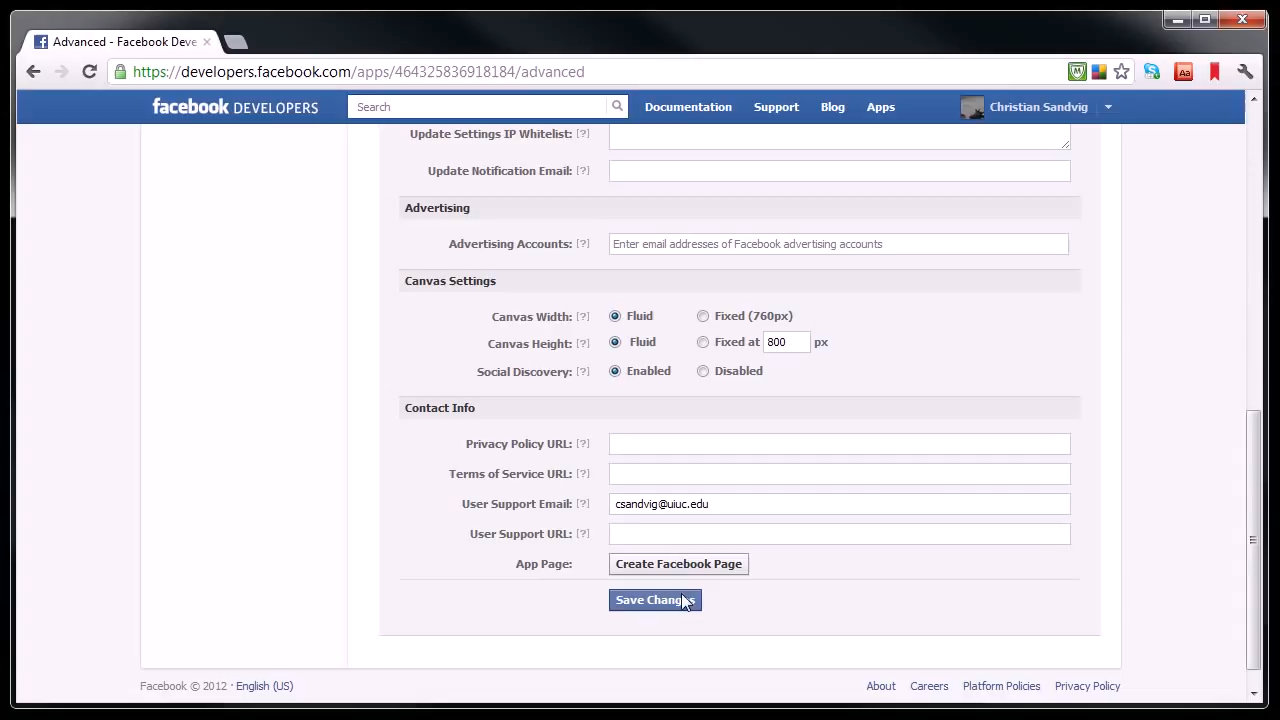 Advanced - Facebook Deve
https://developers.facebook.com/apps/464325836918184/advanced
facebook DEVELOPERS Search Documentation Support Blog Apps Christian Sandvig
Update Settings IP Whitelist: [?]
Update Notification Email: [?]
Advertising
Advertising Accounts: [?] Enter email addresses of Facebook advertising accounts
Canvas Settings
Canvas Width: [?] Fluid Fixed (760px)
Canvas Height: [?] Fluid Fixed at 800 px
Social Discovery: [?] Enabled Disabled
Contact Info
Privacy Policy URL: [?]
Terms of Service URL: [?]
User Support Email: [?] csandvig@uiuc.edu
User Support URL: [?]
App Page: Create Facebook Page
Save Changes
Facebook © 2012 · English (US) About Careers Platform Policies Privacy Policy